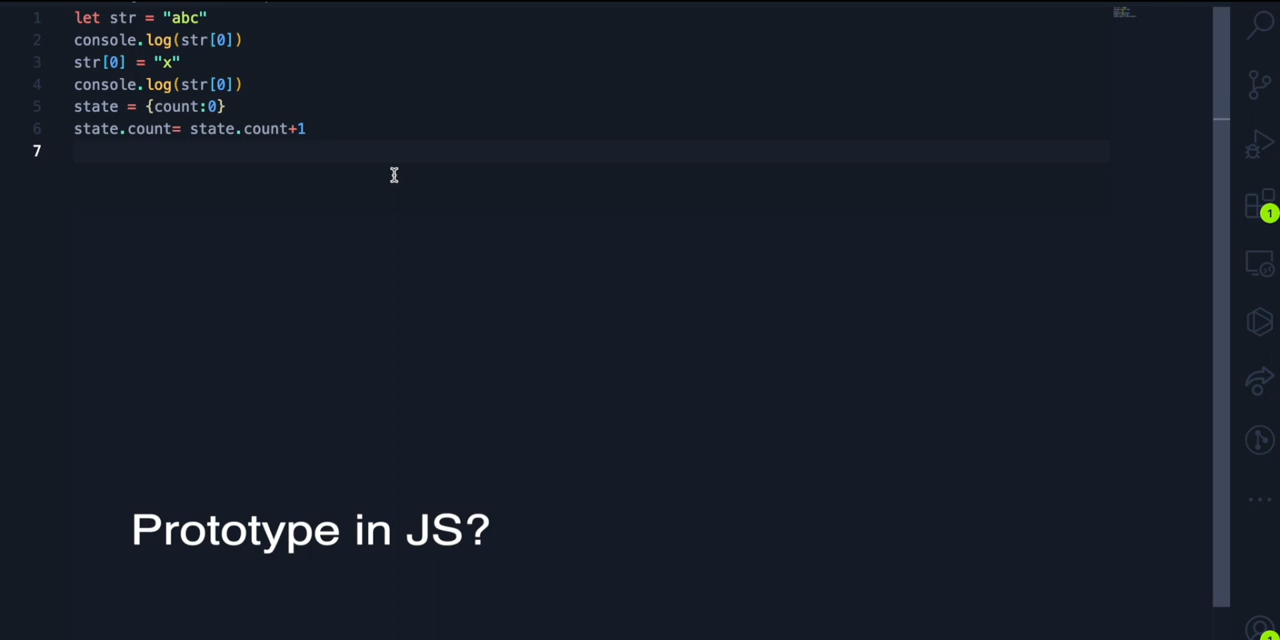 1 let str = "abc"
2 console.log(str[0])
3 str[0] = "x"
4 console.log(str[0])
5 state = {count:0}
6 state.count= state.count+1
7
1
Prototype in JS?